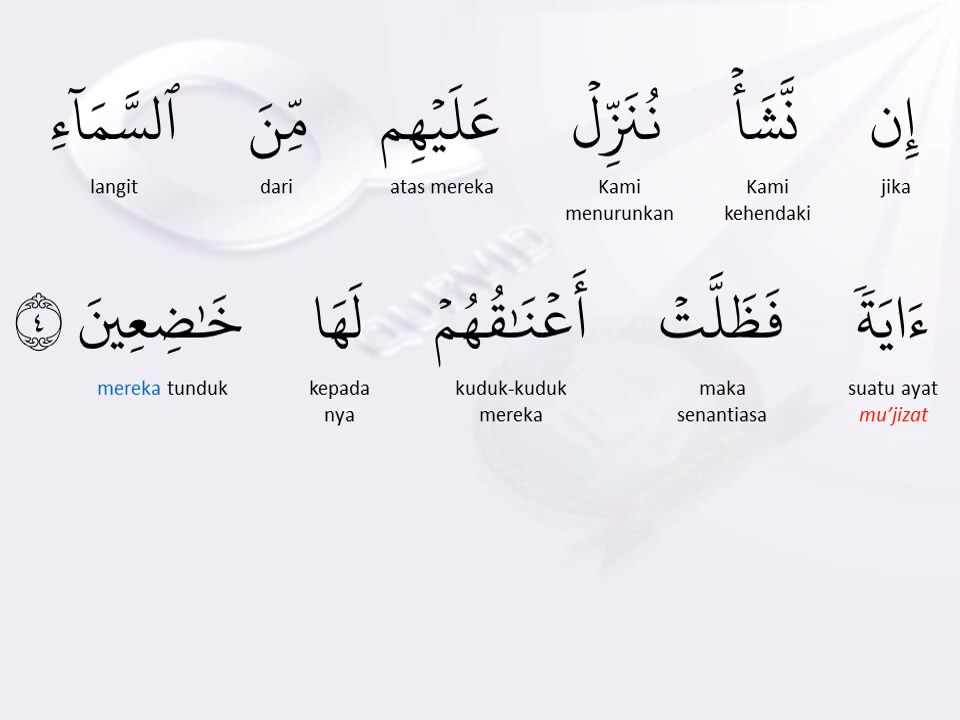 إِن نَّشَأۡ نُنَزِّلۡ عَلَيۡهِم مِّنَ ٱلسَّمَآءِ
jika Kami kehendaki Kami menurunkan atas mereka dari langit
ءَايَةٗ فَظَلَّتۡ أَعۡنَٰقُهُمۡ لَهَا خَٰضِعِينَ ٤
suatu ayat mu’jizat maka senantiasa kuduk-kuduk mereka kepada nya mereka tunduk